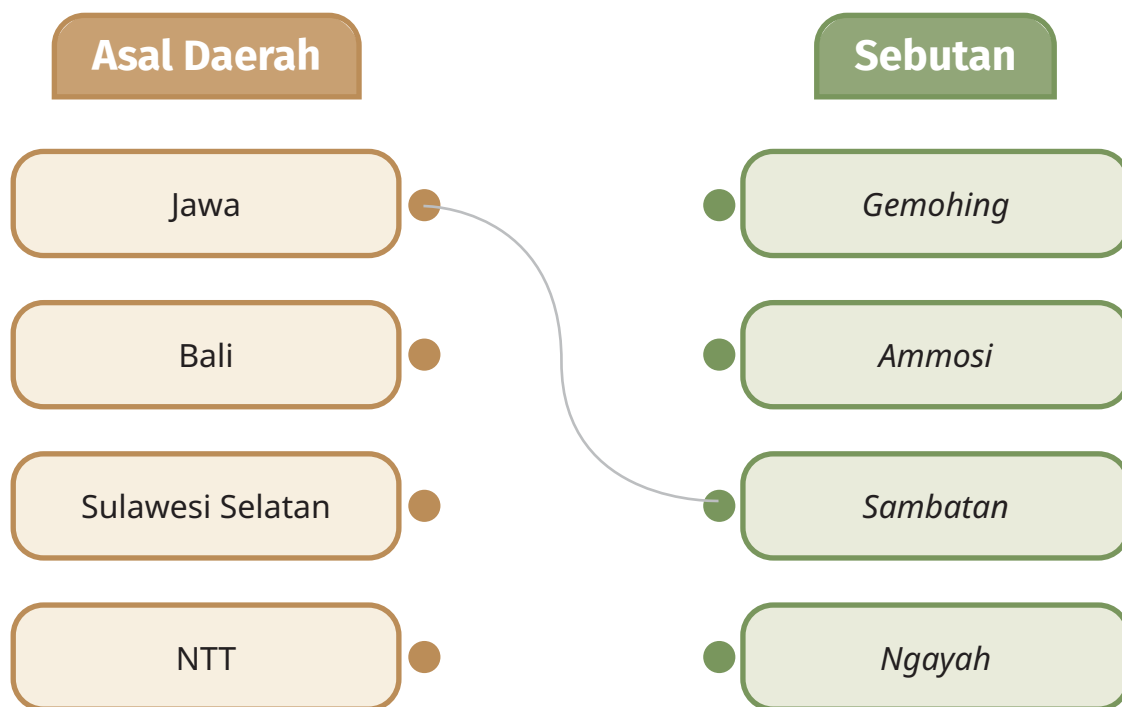 Asal Daerah
Sebutan
Jawa
Gemohing
Bali
Ammosi
Sulawesi Selatan
Sambatan
NTT
Ngayah